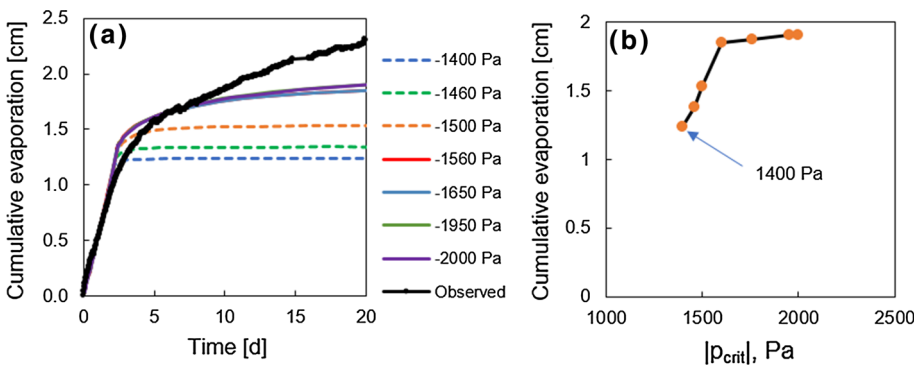 (a)
Cumulative evaporation [cm]
2.5
2.0
1.5
1.0
0.5
0.0
0 5 10 15 20
Time [d]
-1400 Pa
-1460 Pa
-1500 Pa
-1560 Pa
-1650 Pa
-1950 Pa
-2000 Pa
Observed
(b)
Cumulative evaporation [cm]
2
1.5
1
0.5
0
1400 Pa
1000 1500 2000 2500
|pcrit|, Pa